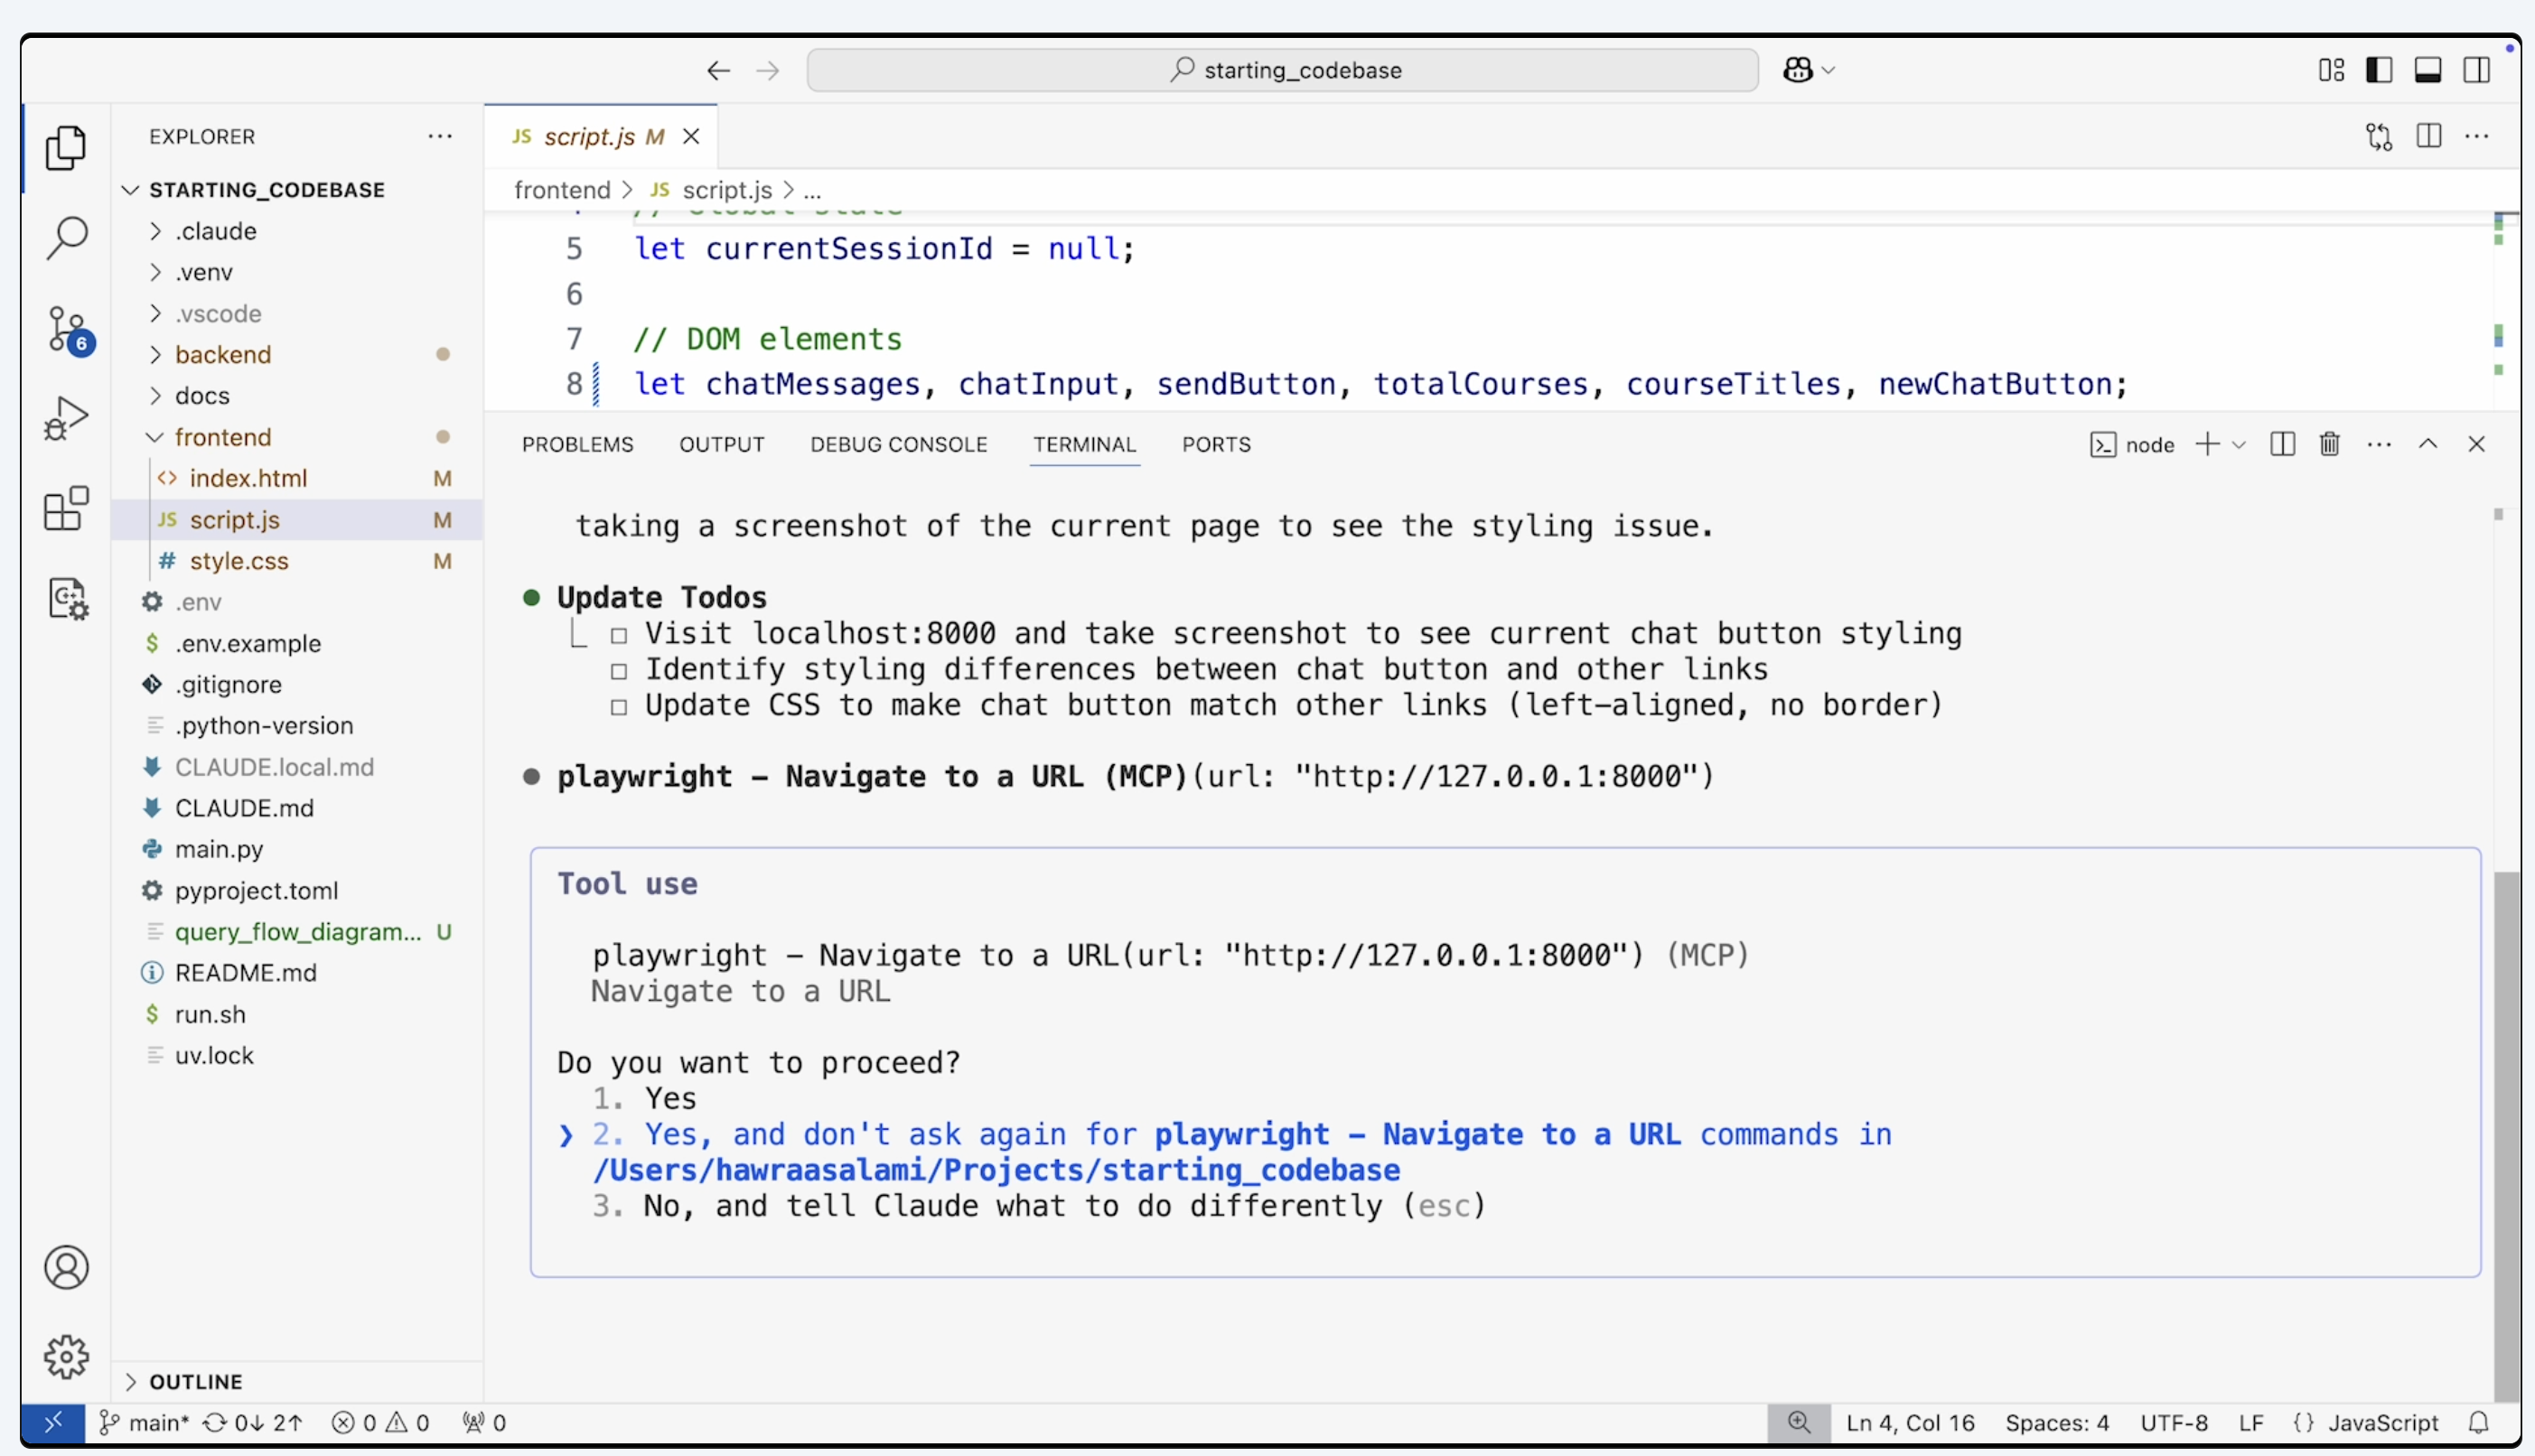 starting_codebase
EXPLORER
STARTING_CODEBASE
.claude
.venv
.vscode
backend
docs
frontend
index.html M
script.js M
style.css M
.env
.env.example
.gitignore
.python-version
CLAUDE.local.md
CLAUDE.md
main.py
pyproject.toml
query_flow_diagram... U
README.md
run.sh
uv.lock
OUTLINE
6
JS script.js M
frontend > JS script.js > ...
// Global state
5 let currentSessionId = null;
6
7 // DOM elements
8 let chatMessages, chatInput, sendButton, totalCourses, courseTitles, newChatButton;
PROBLEMS OUTPUT DEBUG CONSOLE TERMINAL PORTS node
taking a screenshot of the current page to see the styling issue.
Update Todos
☐ Visit localhost:8000 and take screenshot to see current chat button styling
☐ Identify styling differences between chat button and other links
☐ Update CSS to make chat button match other links (left-aligned, no border)
playwright - Navigate to a URL (MCP)(url: "http://127.0.0.1:8000")
Tool use
playwright - Navigate to a URL(url: "http://127.0.0.1:8000") (MCP)
Navigate to a URL
Do you want to proceed?
1. Yes
❯ 2. Yes, and don't ask again for playwright - Navigate to a URL commands in
/Users/hawraasalami/Projects/starting_codebase
3. No, and tell Claude what to do differently (esc)
main* 0↓ 2↑ 0 0 0 Ln 4, Col 16 Spaces: 4 UTF-8 LF {} JavaScript